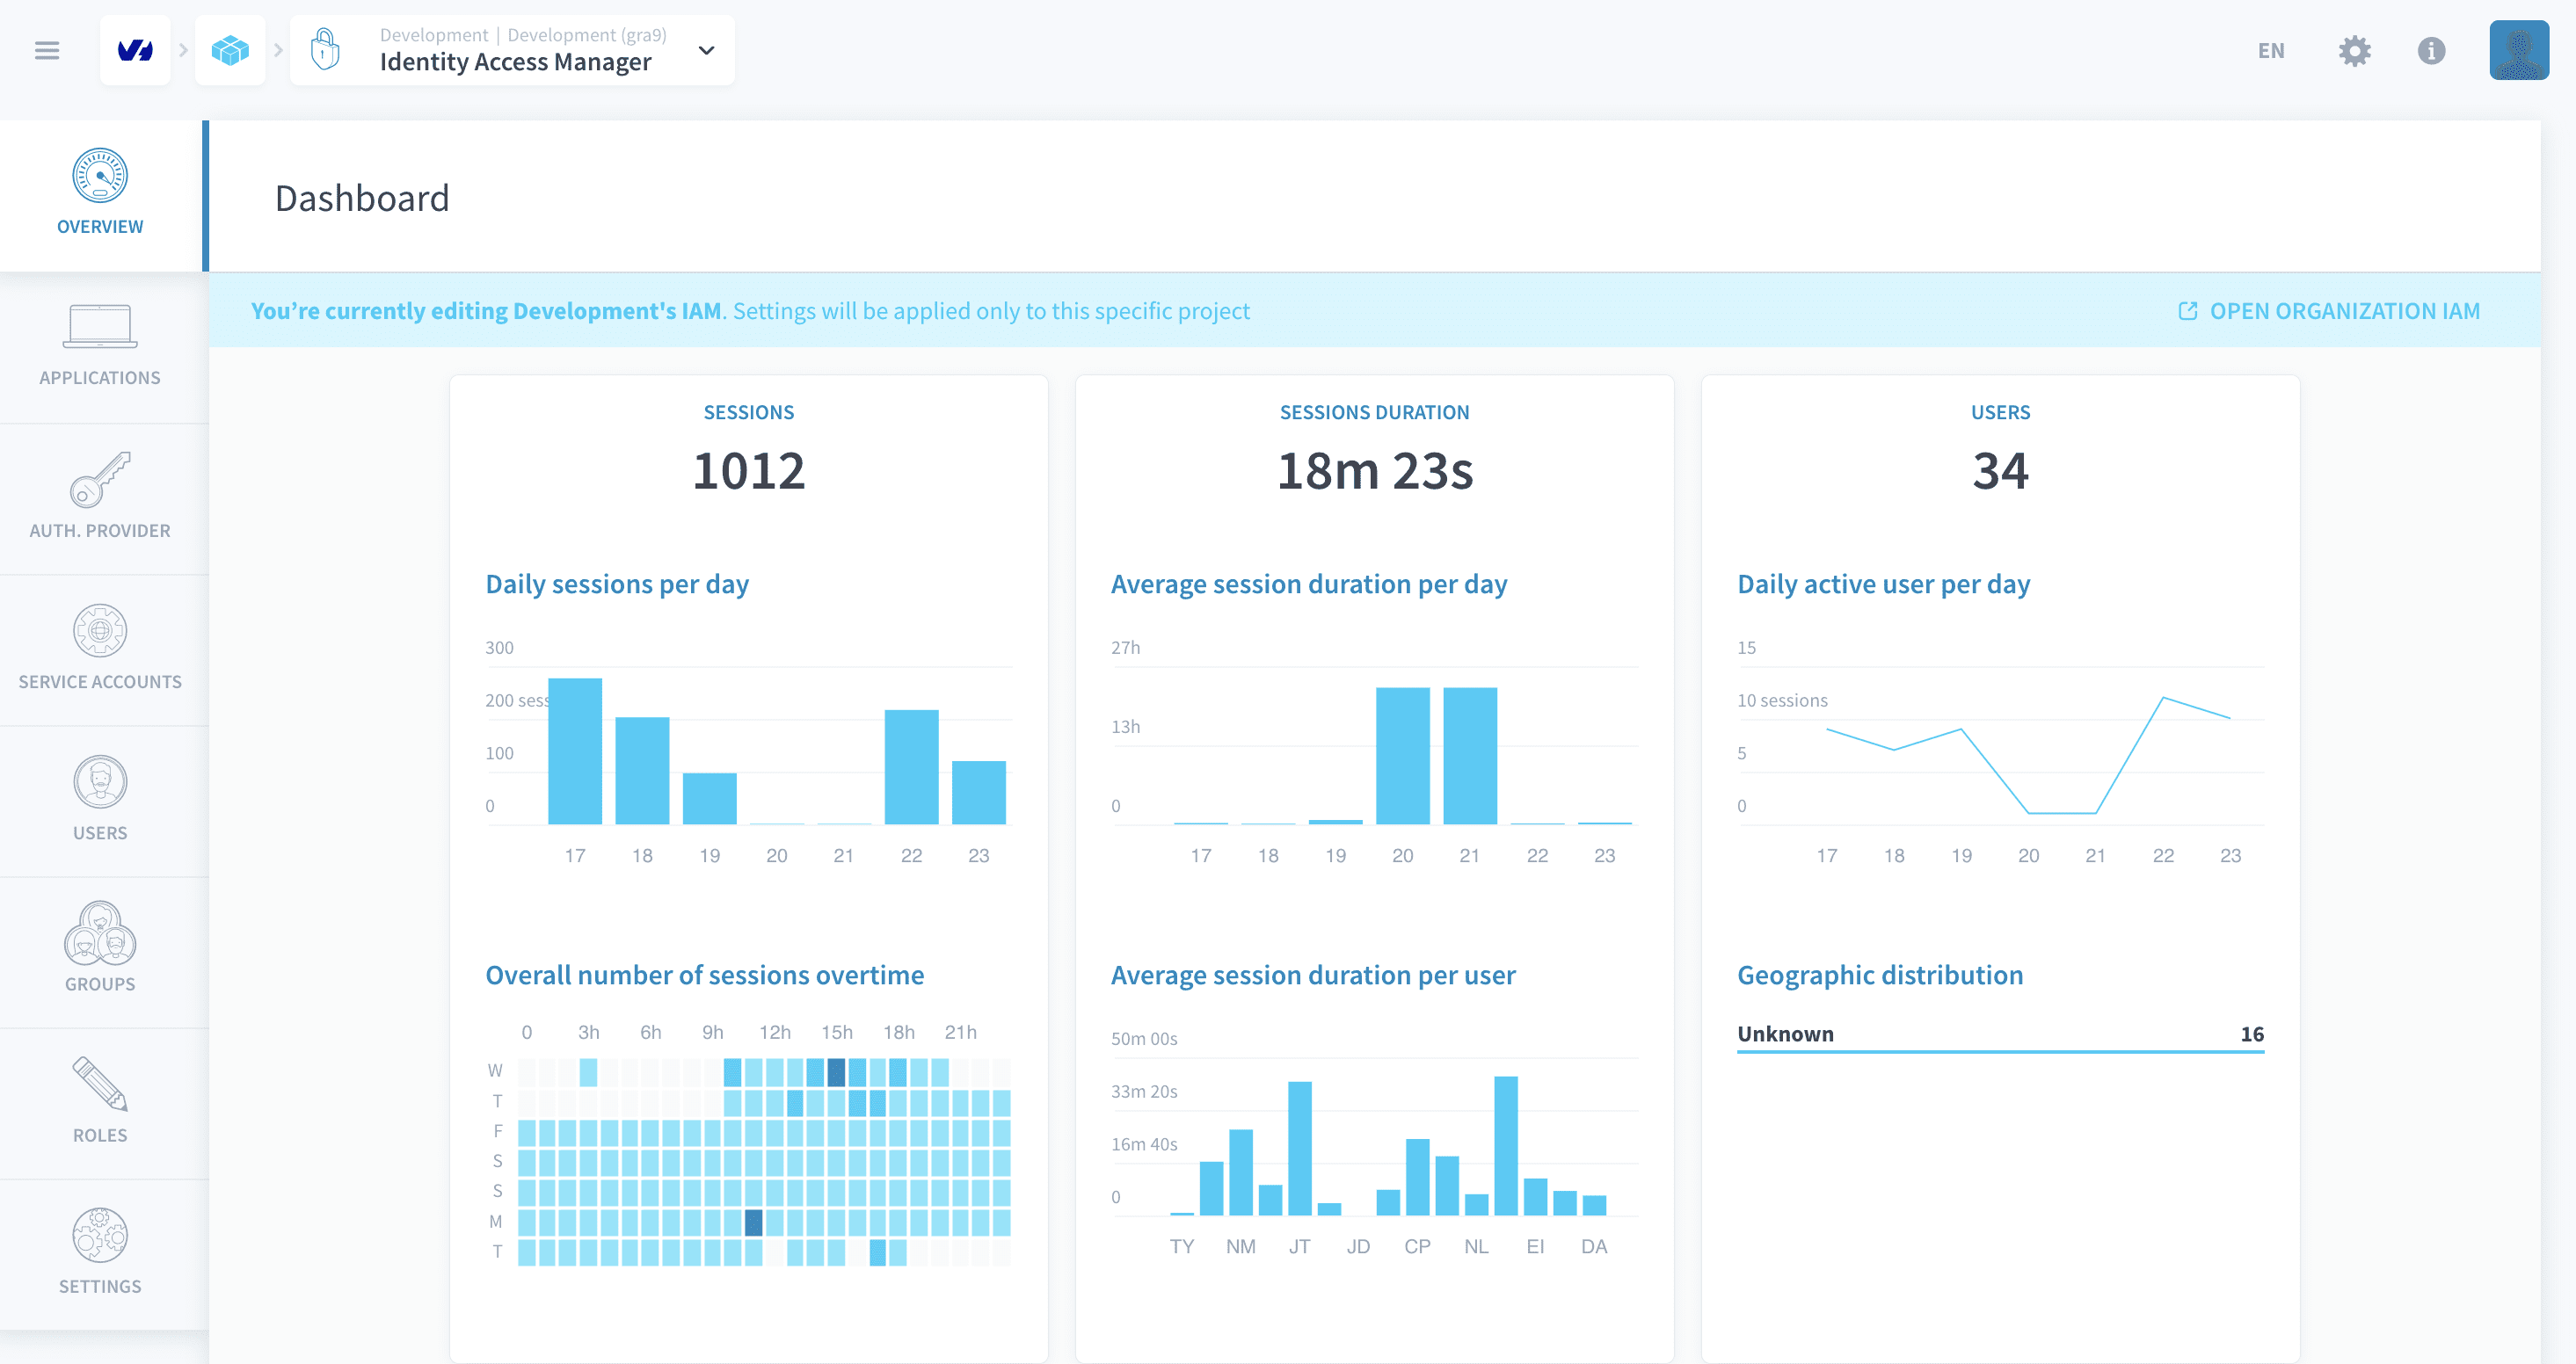 Development | Development (gra9)
Identity Access Manager
EN
OVERVIEW
APPLICATIONS
AUTH. PROVIDER
SERVICE ACCOUNTS
USERS
GROUPS
ROLES
SETTINGS
Dashboard
You're currently editing Development's IAM. Settings will be applied only to this specific project
OPEN ORGANIZATION IAM
SESSIONS
1012
Daily sessions per day
300
200 sess
100
0
17 18 19 20 21 22 23
Overall number of sessions overtime
0 3h 6h 9h 12h 15h 18h 21h
W
T
F
S
S
M
T
SESSIONS DURATION
18m 23s
Average session duration per day
27h
13h
0
17 18 19 20 21 22 23
Average session duration per user
50m 00s
33m 20s
16m 40s
0
TY NM JT JD CP NL EI DA
USERS
34
Daily active user per day
15
10 sessions
5
0
17 18 19 20 21 22 23
Geographic distribution
Unknown 16